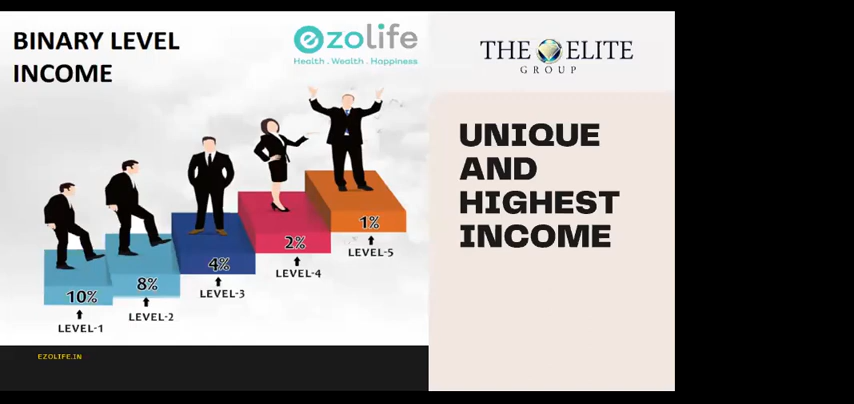 BINARY LEVEL
INCOME
ezolife
Health . Wealth . Happiness
10%
LEVEL-1
8%
LEVEL-2
4%
LEVEL-3
2%
LEVEL-4
1%
LEVEL-5
EZOLIFE.IN
THE ELITE
GROUP
UNIQUE
AND
HIGHEST
INCOME